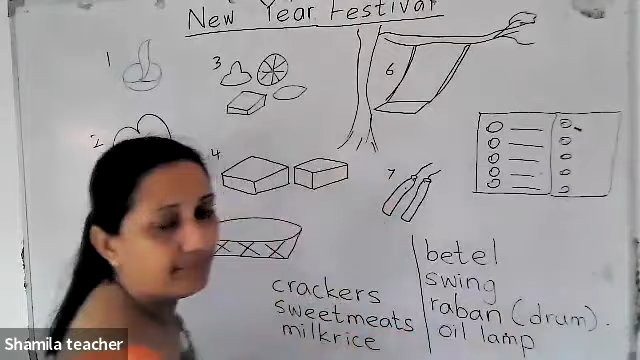 New Year Festival
1
3
6
2
4
7
crackers
sweetmeats
milkrice
betel
swing
raban (drum).
oil lamp
Shamila teacher